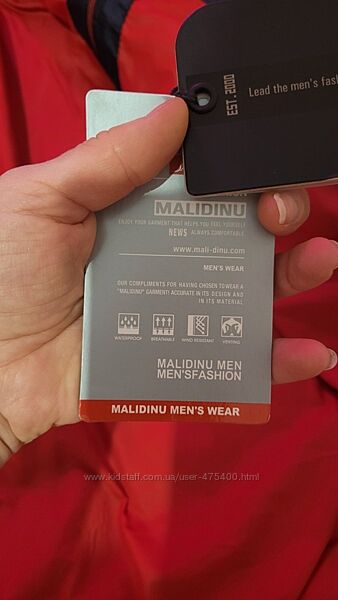 EST. 2000
Lead the men's
MALIDINU
ENJOY YOUR GARMENT THAT HELPS YOU FEEL YOURSELF
NEWS ALWAYS COMFORTABLE
www.mali-dinu.com
MEN'S WEAR
OUR COMPLIMENTS FOR HAVING CHOSEN TO WEAR A
"MALIDINU" GARMENT! ACCURATE IN ITS DESIGN AND
IN ITS MATERIAL
WATERPROOF BREATHABLE WIND RESISTANT VENTING
MALIDINU MEN
MEN'SFASHION
MALIDINU MEN'S WEAR
www.kidstaff.com.ua/user-475400.html